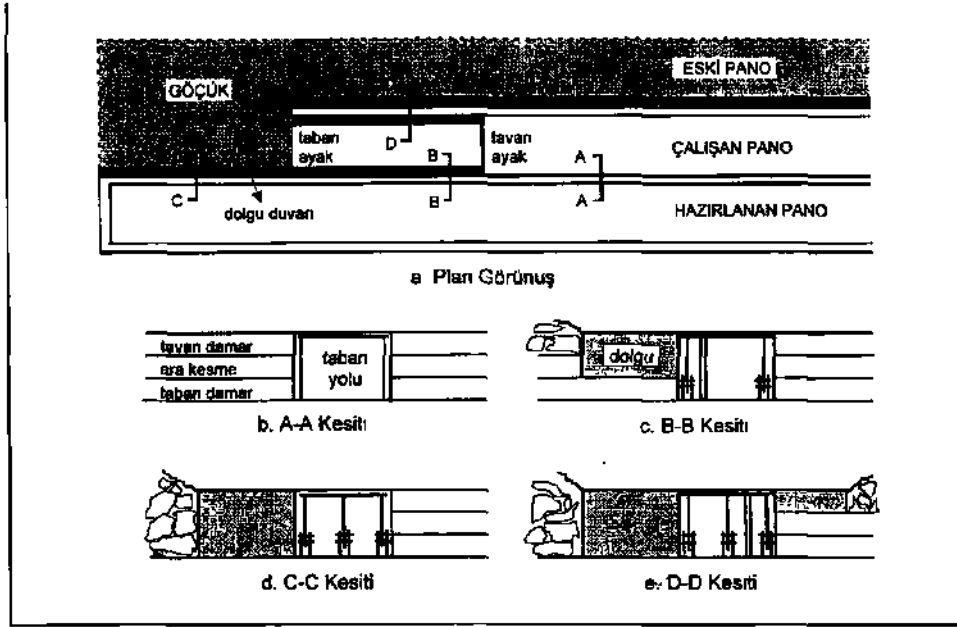 ESKİ PANO
GÖÇÜK
taban ayak
D
B
tavan ayak
A
ÇALIŞAN PANO
C
dolgu duvarı
B
A
HAZIRLANAN PANO
a Plan Görünuş
tavan damar
ara kesme
taban damar
taban yolu
dolgu
b. A-A Kesiti
c. B-B Kesiti
d. C-C Kesiti
e. D-D Kesiti